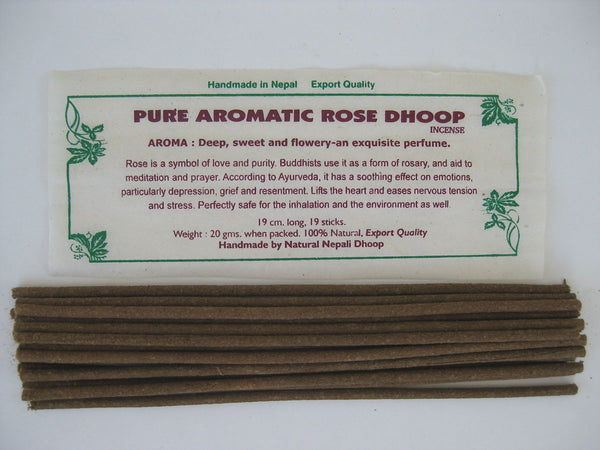 Handmade in Nepal Export Quality
PURE AROMATIC ROSE DHOOP
INCENSE
AROMA : Deep, sweet and flowery-an exquisite perfume.
Rose is a symbol of love and purity. Buddhists use it as a form of rosary, and aid to
meditation and prayer. According to Ayurveda, it has a soothing effect on emotions,
particularly depression, grief and resentment. Lifts the heart and eases nervous tension
and stress. Perfectly safe for the inhalation and the environment as well.
19 cm. long, 19 sticks.
Weight : 20 gms. when packed. 100% Natural, Export Quality
Handmade by Natural Nepali Dhoop